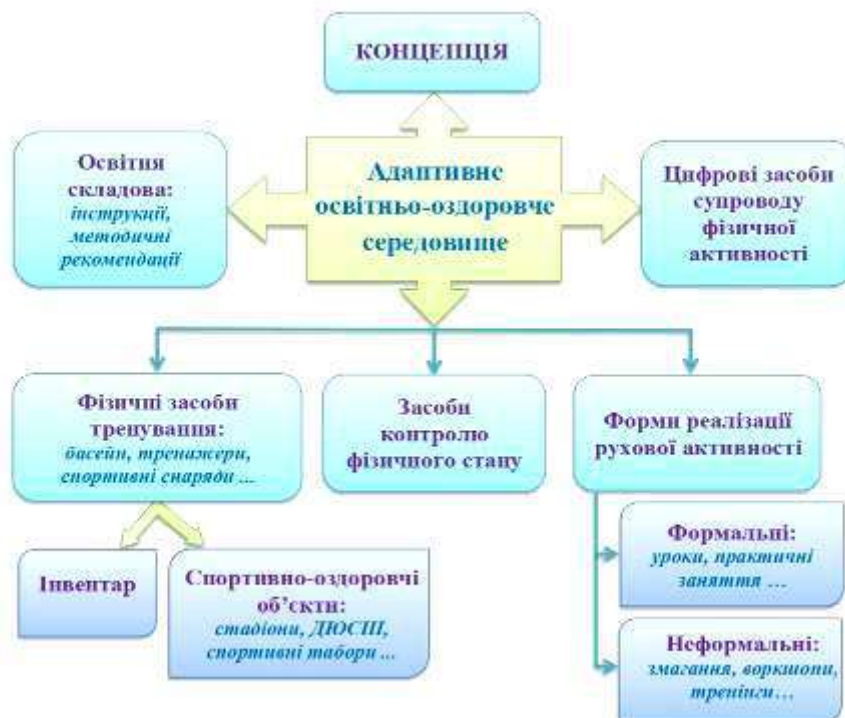 КОНЦЕПЦІЯ
Освітня
складова:
інструкції,
методичні
рекомендації
Адаптивне
освітньо-оздоровче
середовище
Цифрові засоби
супроводу
фізичної
активності
Фізичні засоби
тренування:
басейн, тренажери,
спортивні снаряди ...
Засоби
контролю
фізичного стану
Форми реалізації
рухової активності
Інвентар
Спортивно-оздоровчі
об’єкти:
стадіони, ДЮСШ,
спортивні табори ...
Формальні:
уроки, практичні
заняття ...
Неформальні:
змагання, воркшопи,
тренінги...